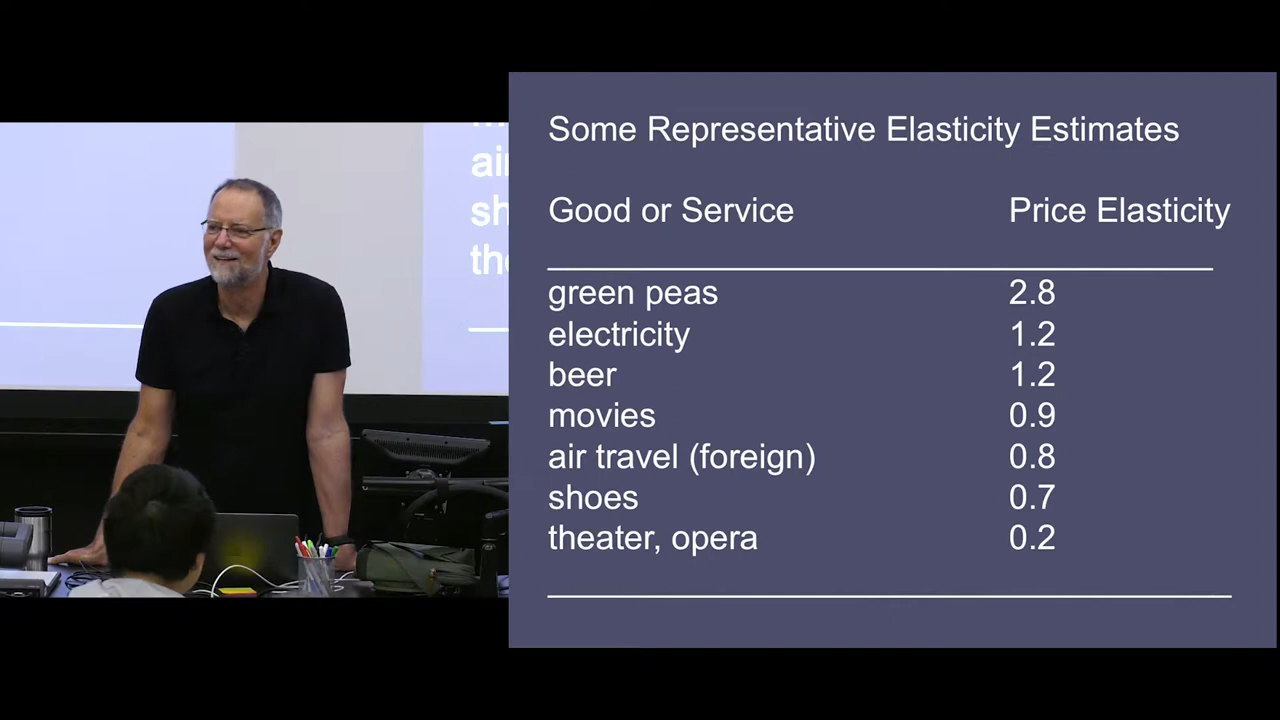 Some Representative Elasticity Estimates
Good or Service Price Elasticity
green peas 2.8
electricity 1.2
beer 1.2
movies 0.9
air travel (foreign) 0.8
shoes 0.7
theater, opera 0.2